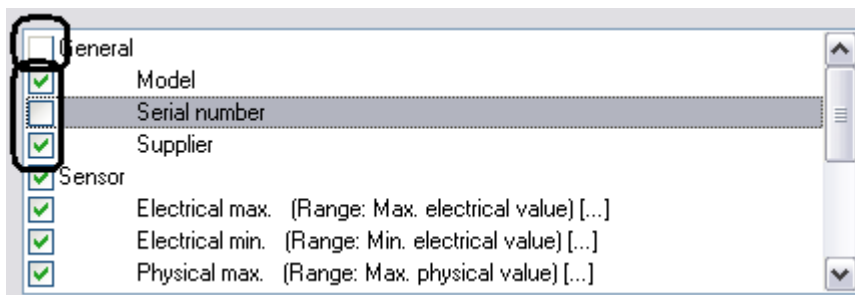 General
Model
Serial number
Supplier
Sensor
Electrical max. (Range: Max. electrical value) [...]
Electrical min. (Range: Min. electrical value) [...]
Physical max. (Range: Max. physical value) [...]